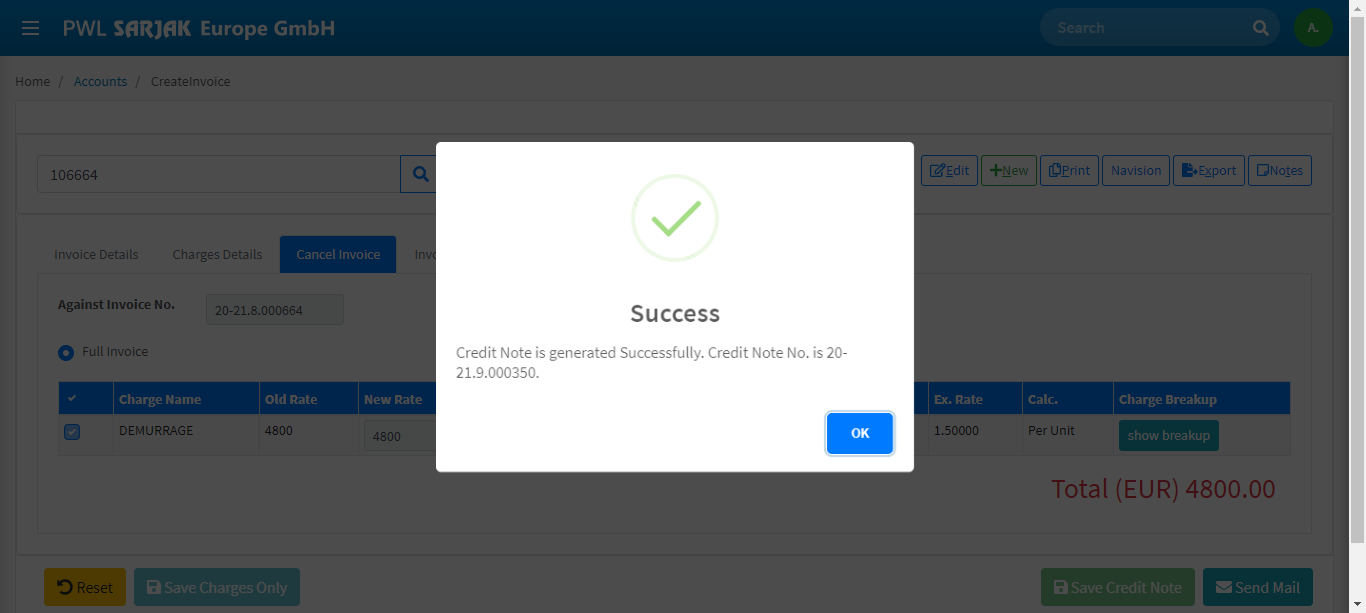 PWL SARJAK Europe GmbH
Search
A.
Home / Accounts / CreateInvoice
106664
Edit
New
Print
Navision
Export
Notes
Invoice Details
Charges Details
Cancel Invoice
Against Invoice No.
20-21.8.000664
Full Invoice
Charge Name Old Rate New Rate Ex. Rate Calc. Charge Breakup
DEMURRAGE 4800 4800 1.50000 Per Unit show breakup
Total (EUR) 4800.00
Success
Credit Note is generated Successfully. Credit Note No. is 20-
21.9.000350.
OK
Reset
Save Charges Only
Save Credit Note
Send Mail